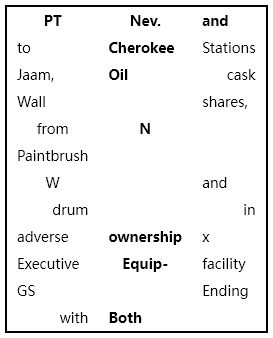 PT Nev. and
to Cherokee Stations
Jaam, Oil cask
Wall shares,
from N
Paintbrush
W and
drum in
adverse ownership x
Executive Equip- facility
GS Ending
with Both